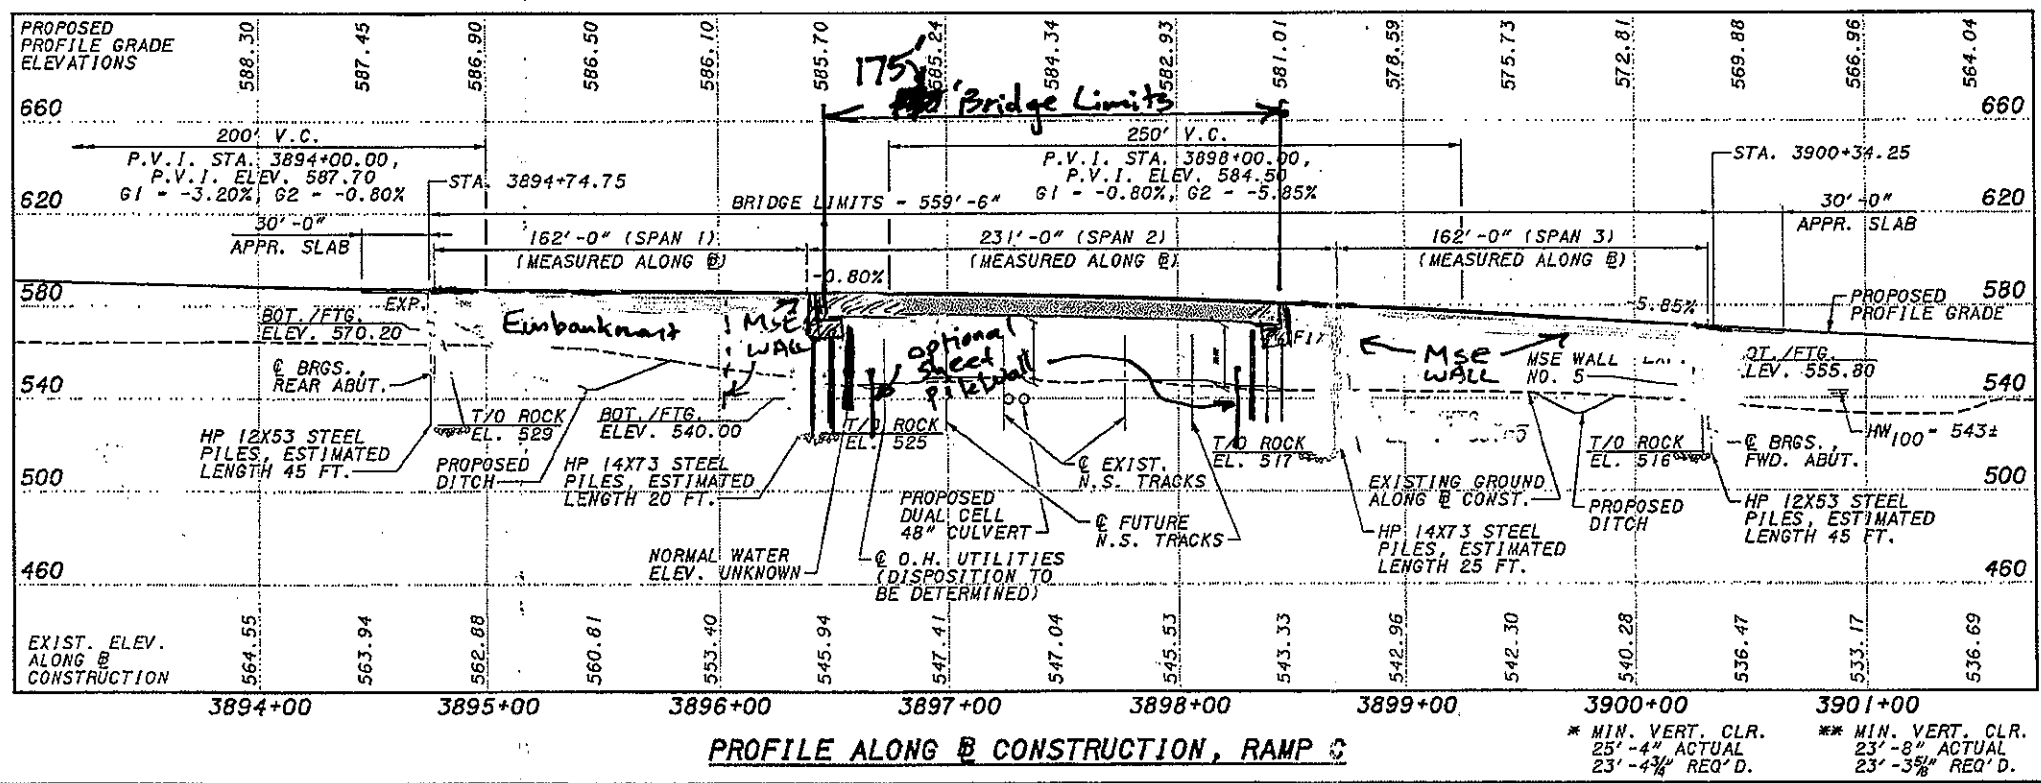 PROPOSED
PROFILE GRADE
ELEVATIONS
588.30
587.45
586.90
586.50
586.10
585.70
585.24
584.34
582.93
581.01
578.59
575.73
572.81
569.88
566.96
564.04
175'
Bridge Limits
660
660
200' V.C.
P.V.I. STA. 3894+00.00,
P.V.I. ELEV. 587.70
G1 = -3.20%, G2 = -0.80%
STA. 3894+74.75
250' V.C.
P.V.I. STA. 3898+00.00,
P.V.I. ELEV. 584.50
G1 = -0.80%, G2 = -5.85%
STA. 3900+34.25
620
BRIDGE LIMITS - 559'-6"
620
30'-0"
APPR. SLAB
162'-0" (SPAN 1)
(MEASURED ALONG ℄)
231'-0" (SPAN 2)
(MEASURED ALONG ℄)
162'-0" (SPAN 3)
(MEASURED ALONG ℄)
30'-0"
APPR. SLAB
-0.80%
580
EXP.
-5.85%
PROPOSED
PROFILE GRADE
580
BOT./FTG.
ELEV. 570.20
Embankment
MSE
WALL
optional
sheet
pile wall
FIX
MSE
WALL
MSE WALL
NO. 5
OT./FTG.
LEV. 555.80
℄ BRGS.,
REAR ABUT.
540
540
T/O ROCK
EL. 529
BOT./FTG.
ELEV. 540.00
T/O ROCK
EL. 525
T/O ROCK
EL. 517
T/O ROCK
EL. 516
℄ BRGS.,
FWD. ABUT.
HW100 = 543±
HP 12X53 STEEL
PILES, ESTIMATED
LENGTH 45 FT.
PROPOSED
DITCH
HP 14X73 STEEL
PILES, ESTIMATED
LENGTH 20 FT.
℄ EXIST.
N.S. TRACKS
EXISTING GROUND
ALONG ℄ CONST.
500
500
PROPOSED
DUAL CELL
48" CULVERT
℄ FUTURE
N.S. TRACKS
HP 14X73 STEEL
PILES, ESTIMATED
LENGTH 25 FT.
PROPOSED
DITCH
HP 12X53 STEEL
PILES, ESTIMATED
LENGTH 45 FT.
NORMAL WATER
ELEV. UNKNOWN
℄ O.H. UTILITIES
(DISPOSITION TO
BE DETERMINED)
460
460
EXIST. ELEV.
ALONG ℄
CONSTRUCTION
564.55
563.94
562.88
560.81
553.40
545.94
547.41
547.04
545.53
543.33
542.96
542.30
540.28
536.47
533.17
536.69
3894+00
3895+00
3896+00
3897+00
3898+00
3899+00
3900+00
3901+00
PROFILE ALONG ℄ CONSTRUCTION, RAMP C
* MIN. VERT. CLR.
25'-4" ACTUAL
23'-4¾" REQ'D.
** MIN. VERT. CLR.
23'-8" ACTUAL
23'-3⅝" REQ'D.